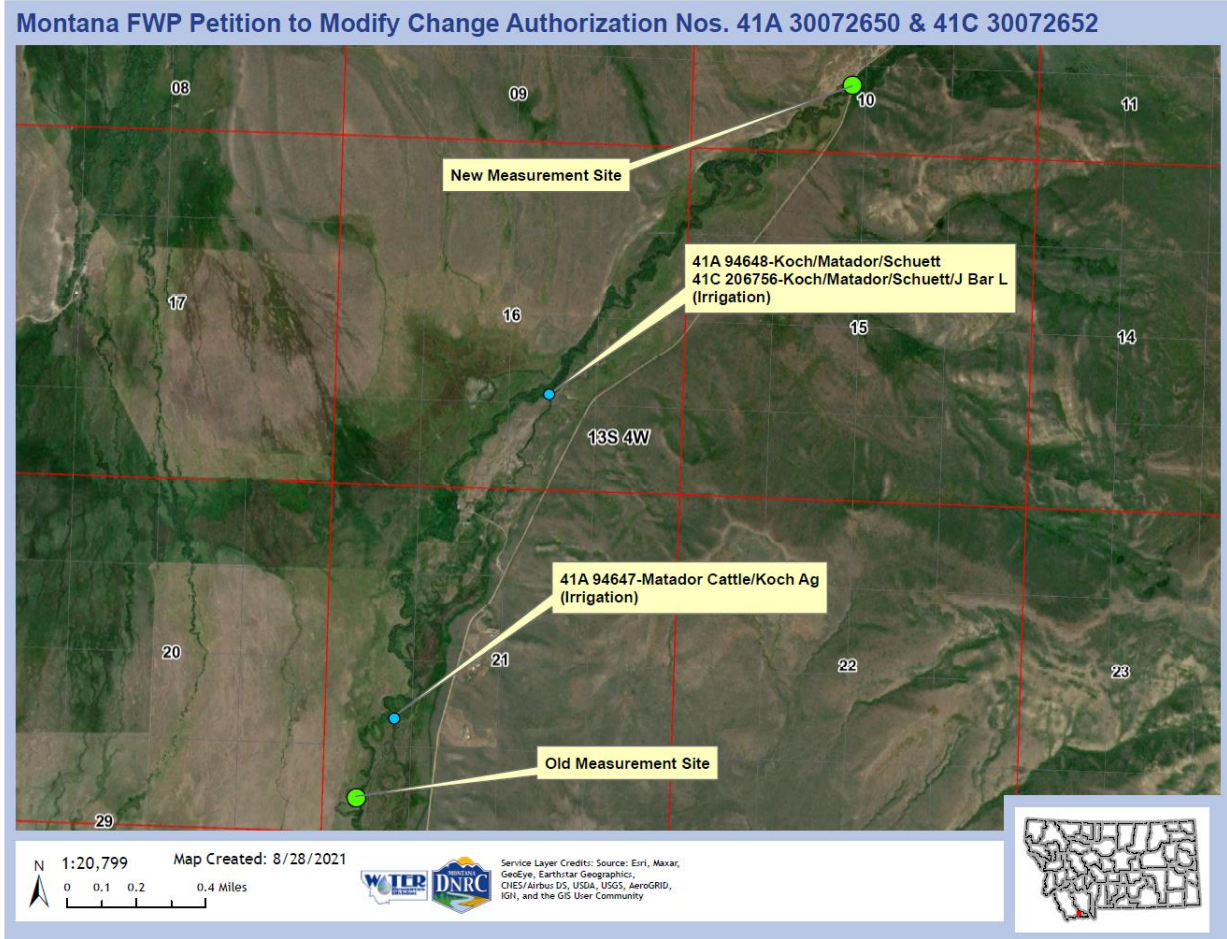 Montana FWP Petition to Modify Change Authorization Nos. 41A 30072650 & 41C 30072652
08
09
10
11
New Measurement Site
41A 94648-Koch/Matador/Schuett
41C 206756-Koch/Matador/Schuett/J Bar L
(Irrigation)
17
16
15
14
13S 4W
41A 94647-Matador Cattle/Koch Ag
(Irrigation)
20
21
22
23
Old Measurement Site
29
N
1:20,799
Map Created: 8/28/2021
0 0.1 0.2 0.4 Miles
WATER
MONTANA
DNRC
Service Layer Credits: Source: Esri, Maxar,
GeoEye, Earthstar Geographics,
CNES/Airbus DS, USDA, USGS, AeroGRID,
IGN, and the GIS User Community